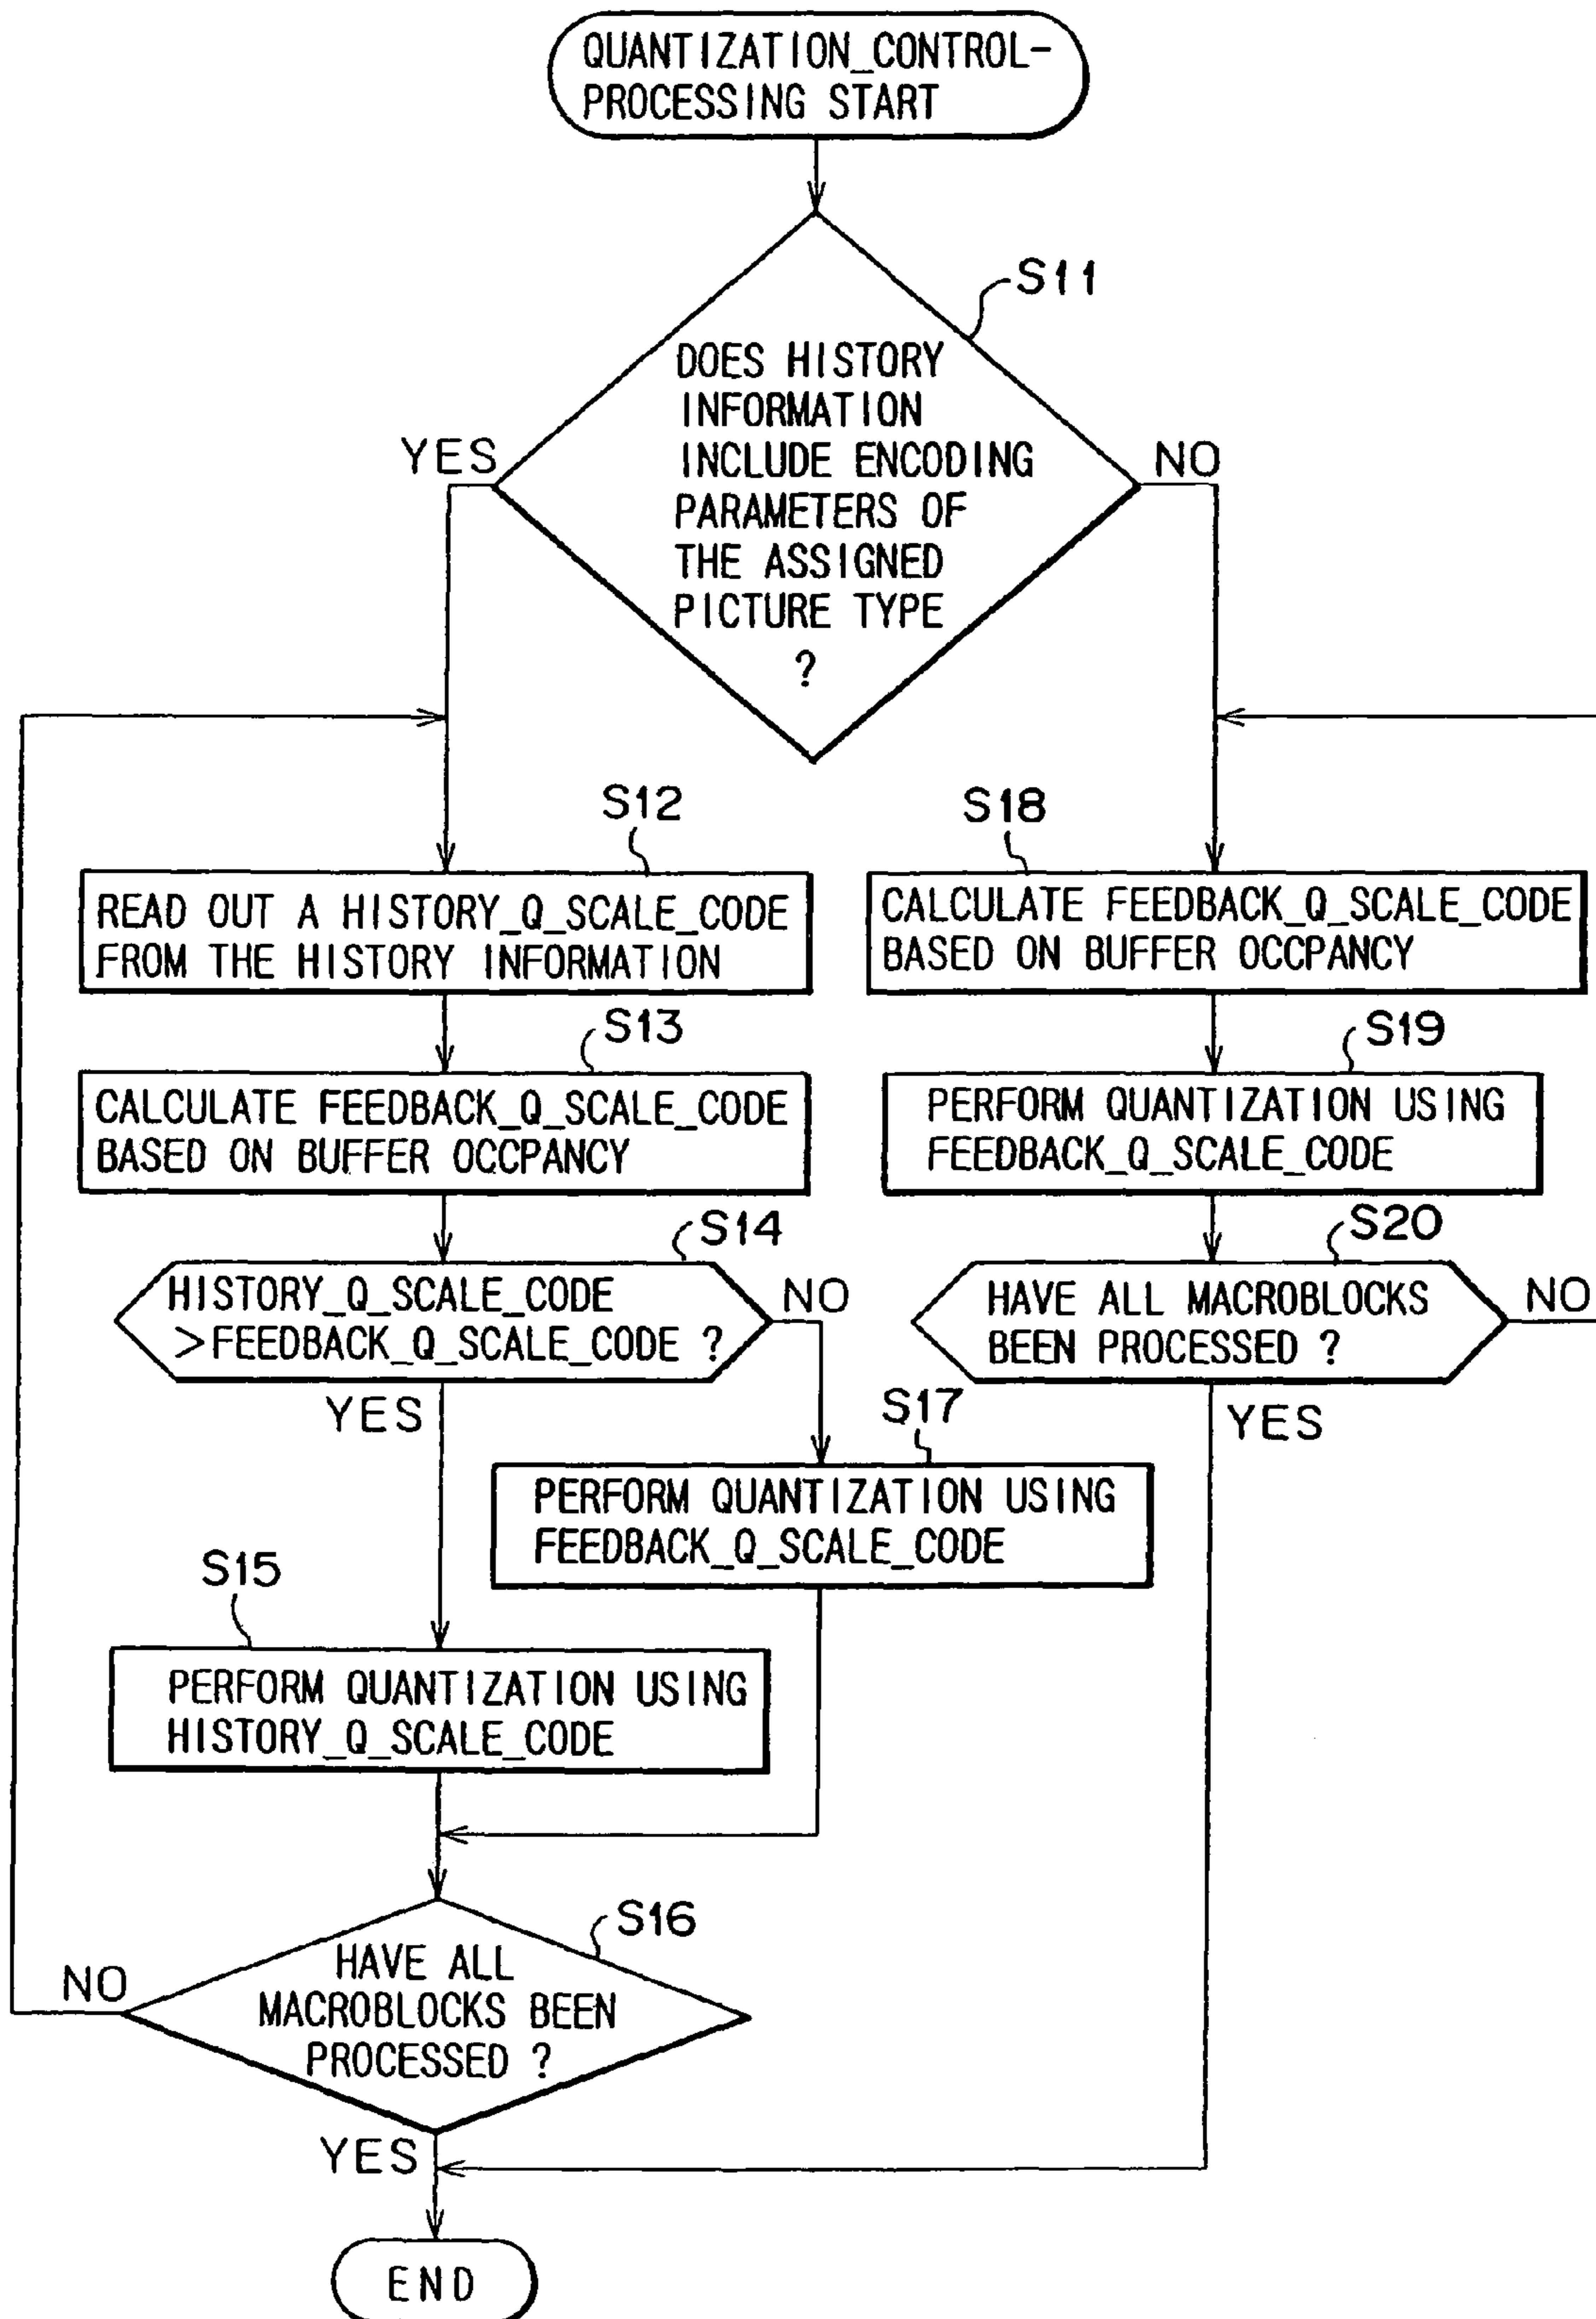 QUANTIZATION_CONTROL-
PROCESSING START
S11
DOES HISTORY
INFORMATION
INCLUDE ENCODING
PARAMETERS OF
THE ASSIGNED
PICTURE TYPE
?
YES
NO
S12
READ OUT A HISTORY_Q_SCALE_CODE
FROM THE HISTORY INFORMATION
S18
CALCULATE FEEDBACK_Q_SCALE_CODE
BASED ON BUFFER OCCPANCY
S13
CALCULATE FEEDBACK_Q_SCALE_CODE
BASED ON BUFFER OCCPANCY
S19
PERFORM QUANTIZATION USING
FEEDBACK_Q_SCALE_CODE
S14
HISTORY_Q_SCALE_CODE
>FEEDBACK_Q_SCALE_CODE ?
NO
YES
S20
HAVE ALL MACROBLOCKS
BEEN PROCESSED ?
NO
YES
S17
PERFORM QUANTIZATION USING
FEEDBACK_Q_SCALE_CODE
S15
PERFORM QUANTIZATION USING
HISTORY_Q_SCALE_CODE
S16
HAVE ALL
MACROBLOCKS BEEN
PROCESSED ?
NO
YES
END